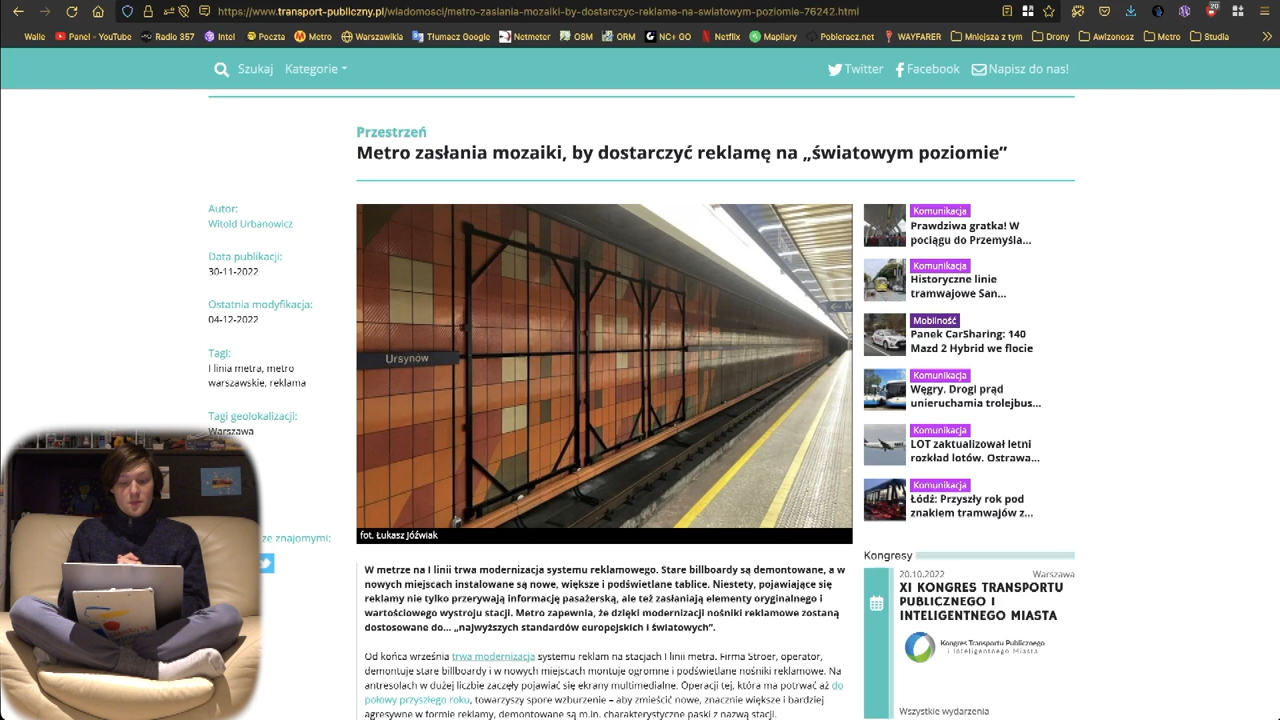 https://www.transport-publiczny.pl/wiadomosci/metro-zaslania-mozaiki-by-dostarczyc-reklame-na-swiatowym-poziomie-76242.html
20
Walle Panel - YouTube Radio 357 Intel Poczta Metro Warszawikia Tłumacz Google Netmeter OSM ORM NC+ GO Netflix Mapilary Pobieracz.net WAYFARER Mniejsza z tym Drony Awizonosz Metro Studia
Szukaj Kategorie Twitter Facebook Napisz do nas!
Przestrzeń
Metro zasłania mozaiki, by dostarczyć reklamę na „światowym poziomie”
Autor:
Witold Urbanowicz
Data publikacji:
30-11-2022
Ostatnia modyfikacja:
04-12-2022
Tagi:
I linia metra, metro
warszawskie, reklama
Tagi geolokalizacji:
Warszawa
ze znajomymi:
Ursynów
fot. Łukasz Jóźwiak
W metrze na I linii trwa modernizacja systemu reklamowego. Stare billboardy są demontowane, a w
nowych miejscach instalowane są nowe, większe i podświetlane tablice. Niestety, pojawiające się
reklamy nie tylko przerywają informację pasażerską, ale też zasłaniają elementy oryginalnego i
wartościowego wystroju stacji. Metro zapewnia, że dzięki modernizacji nośniki reklamowe zostaną
dostosowane do... „najwyższych standardów europejskich i światowych”.
Od końca września trwa modernizacja systemu reklam na stacjach I linii metra. Firma Stroer, operator,
demontuje stare billboardy i w nowych miejscach montuje ogromne i podświetlane nośniki reklamowe. Na
antresolach w dużej liczbie zaczęły pojawiać się ekrany multimedialne. Operacji tej, która ma potrwać aż do
połowy przyszłego roku, towarzyszy spore wzburzenie – aby zmieścić nowe, znacznie większe i bardziej
agresywne w formie reklamy, demontowane są m.in. charakterystyczne paski z nazwą stacji.
Komunikacja
Prawdziwa gratka! W
pociągu do Przemyśla...
Komunikacja
Historyczne linie
tramwajowe San...
Mobilność
Panek CarSharing: 140
Mazd 2 Hybrid we flocie
Komunikacja
Węgry. Drogi prąd
unieruchamia trolejbus...
Komunikacja
LOT zaktualizował letni
rozkład lotów. Ostrawa...
Komunikacja
Łódź: Przyszły rok pod
znakiem tramwajów z...
Kongresy
20.10.2022 Warszawa
XI KONGRES TRANSPORTU
PUBLICZNEGO I
INTELIGENTNEGO MIASTA
Kongres Transportu Publicznego
i Inteligentnego Miasta
Wszystkie wydarzenia